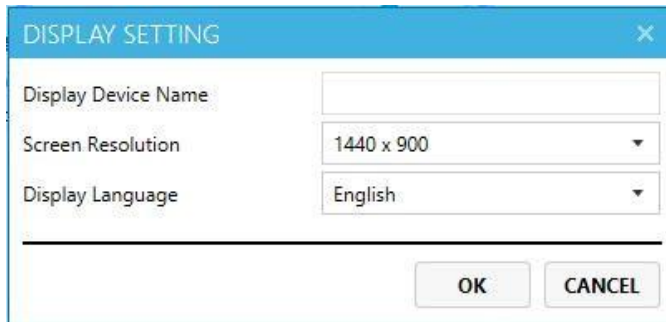 DISPLAY SETTING
Display Device Name
Screen Resolution 1440 x 900
Display Language English
OK CANCEL